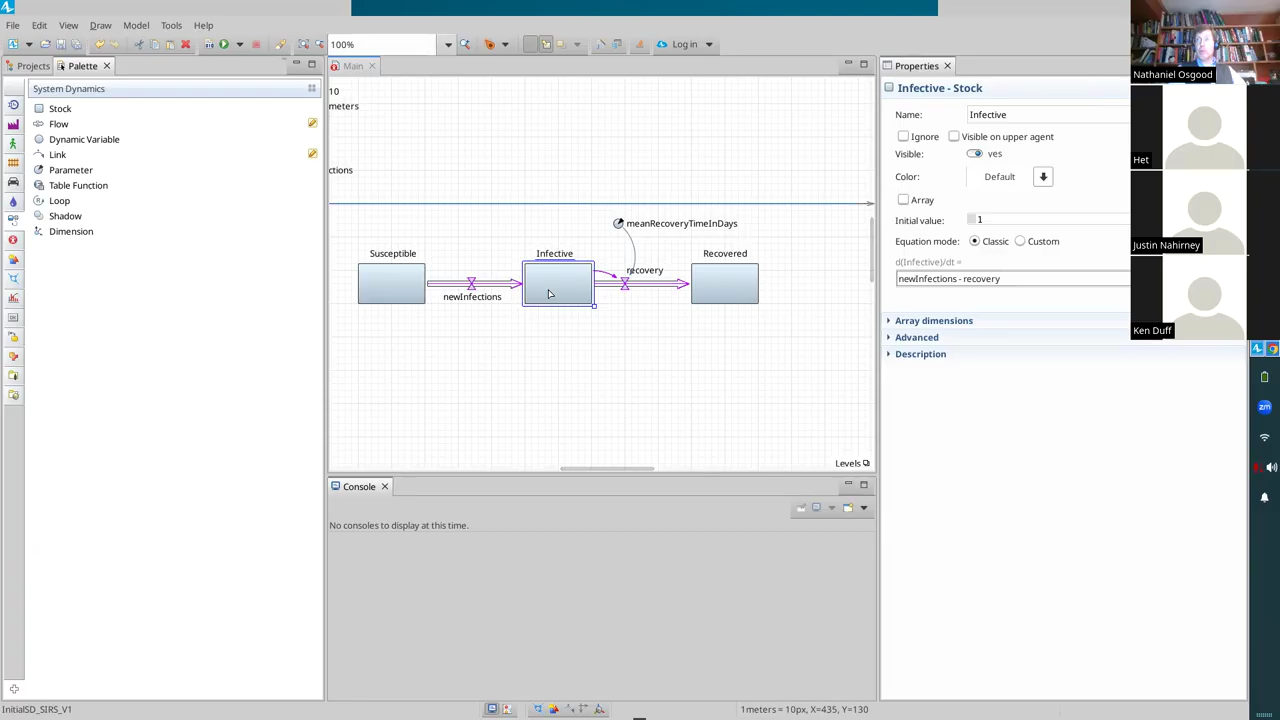 File Edit View Draw Model Tools Help
100%
Log in
Projects
Palette
System Dynamics
Stock
Flow
Dynamic Variable
Link
Parameter
Table Function
Loop
Shadow
Dimension
InitialSD_SIRS_V1
Main
10
meters
ctions
meanRecoveryTimeInDays
Susceptible
Infective
Recovered
recovery
newInfections
Levels
Console
No consoles to display at this time.
1meters = 10px, X=435, Y=130
Properties
Infective - Stock
Name:
Infective
Ignore
Visible on upper agent
Visible:
yes
Color:
Default
Array
Initial value:
1
Equation mode:
Classic
Custom
d(Infective)/dt =
newInfections - recovery
Array dimensions
Advanced
Description
Nathaniel Osgood
Het
Justin Nahirney
Ken Duff
zm